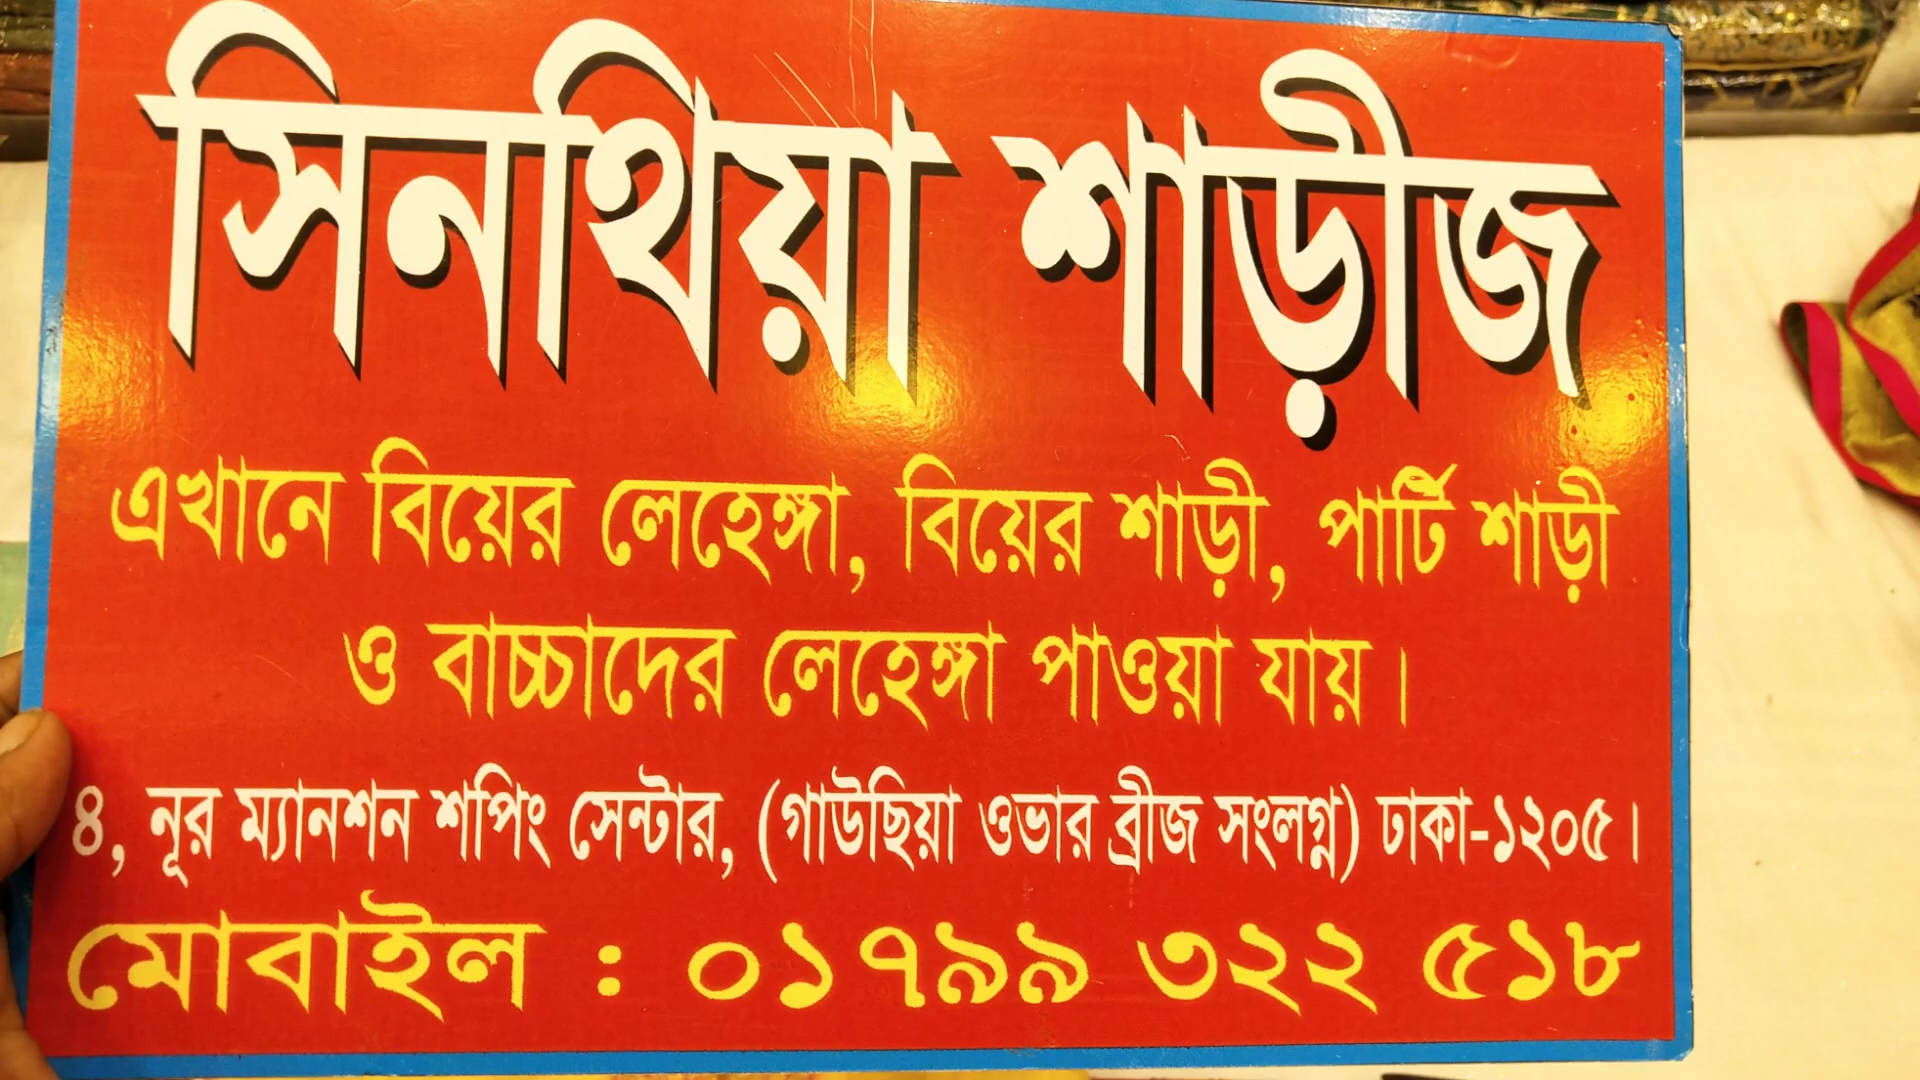 সিনথিয়া শাড়ীজ
এখানে বিয়ের লেহেঙ্গা, বিয়ের শাড়ী, পার্টি শাড়ী
ও বাচ্চাদের লেহেঙ্গা পাওয়া যায়।
৪, নূর ম্যানশন শপিং সেন্টার, (গাউছিয়া ওভার ব্রীজ সংলগ্ন) ঢাকা-১২০৫।
মোবাইল : ০১৭৯৯ ৩২২ ৫১৮